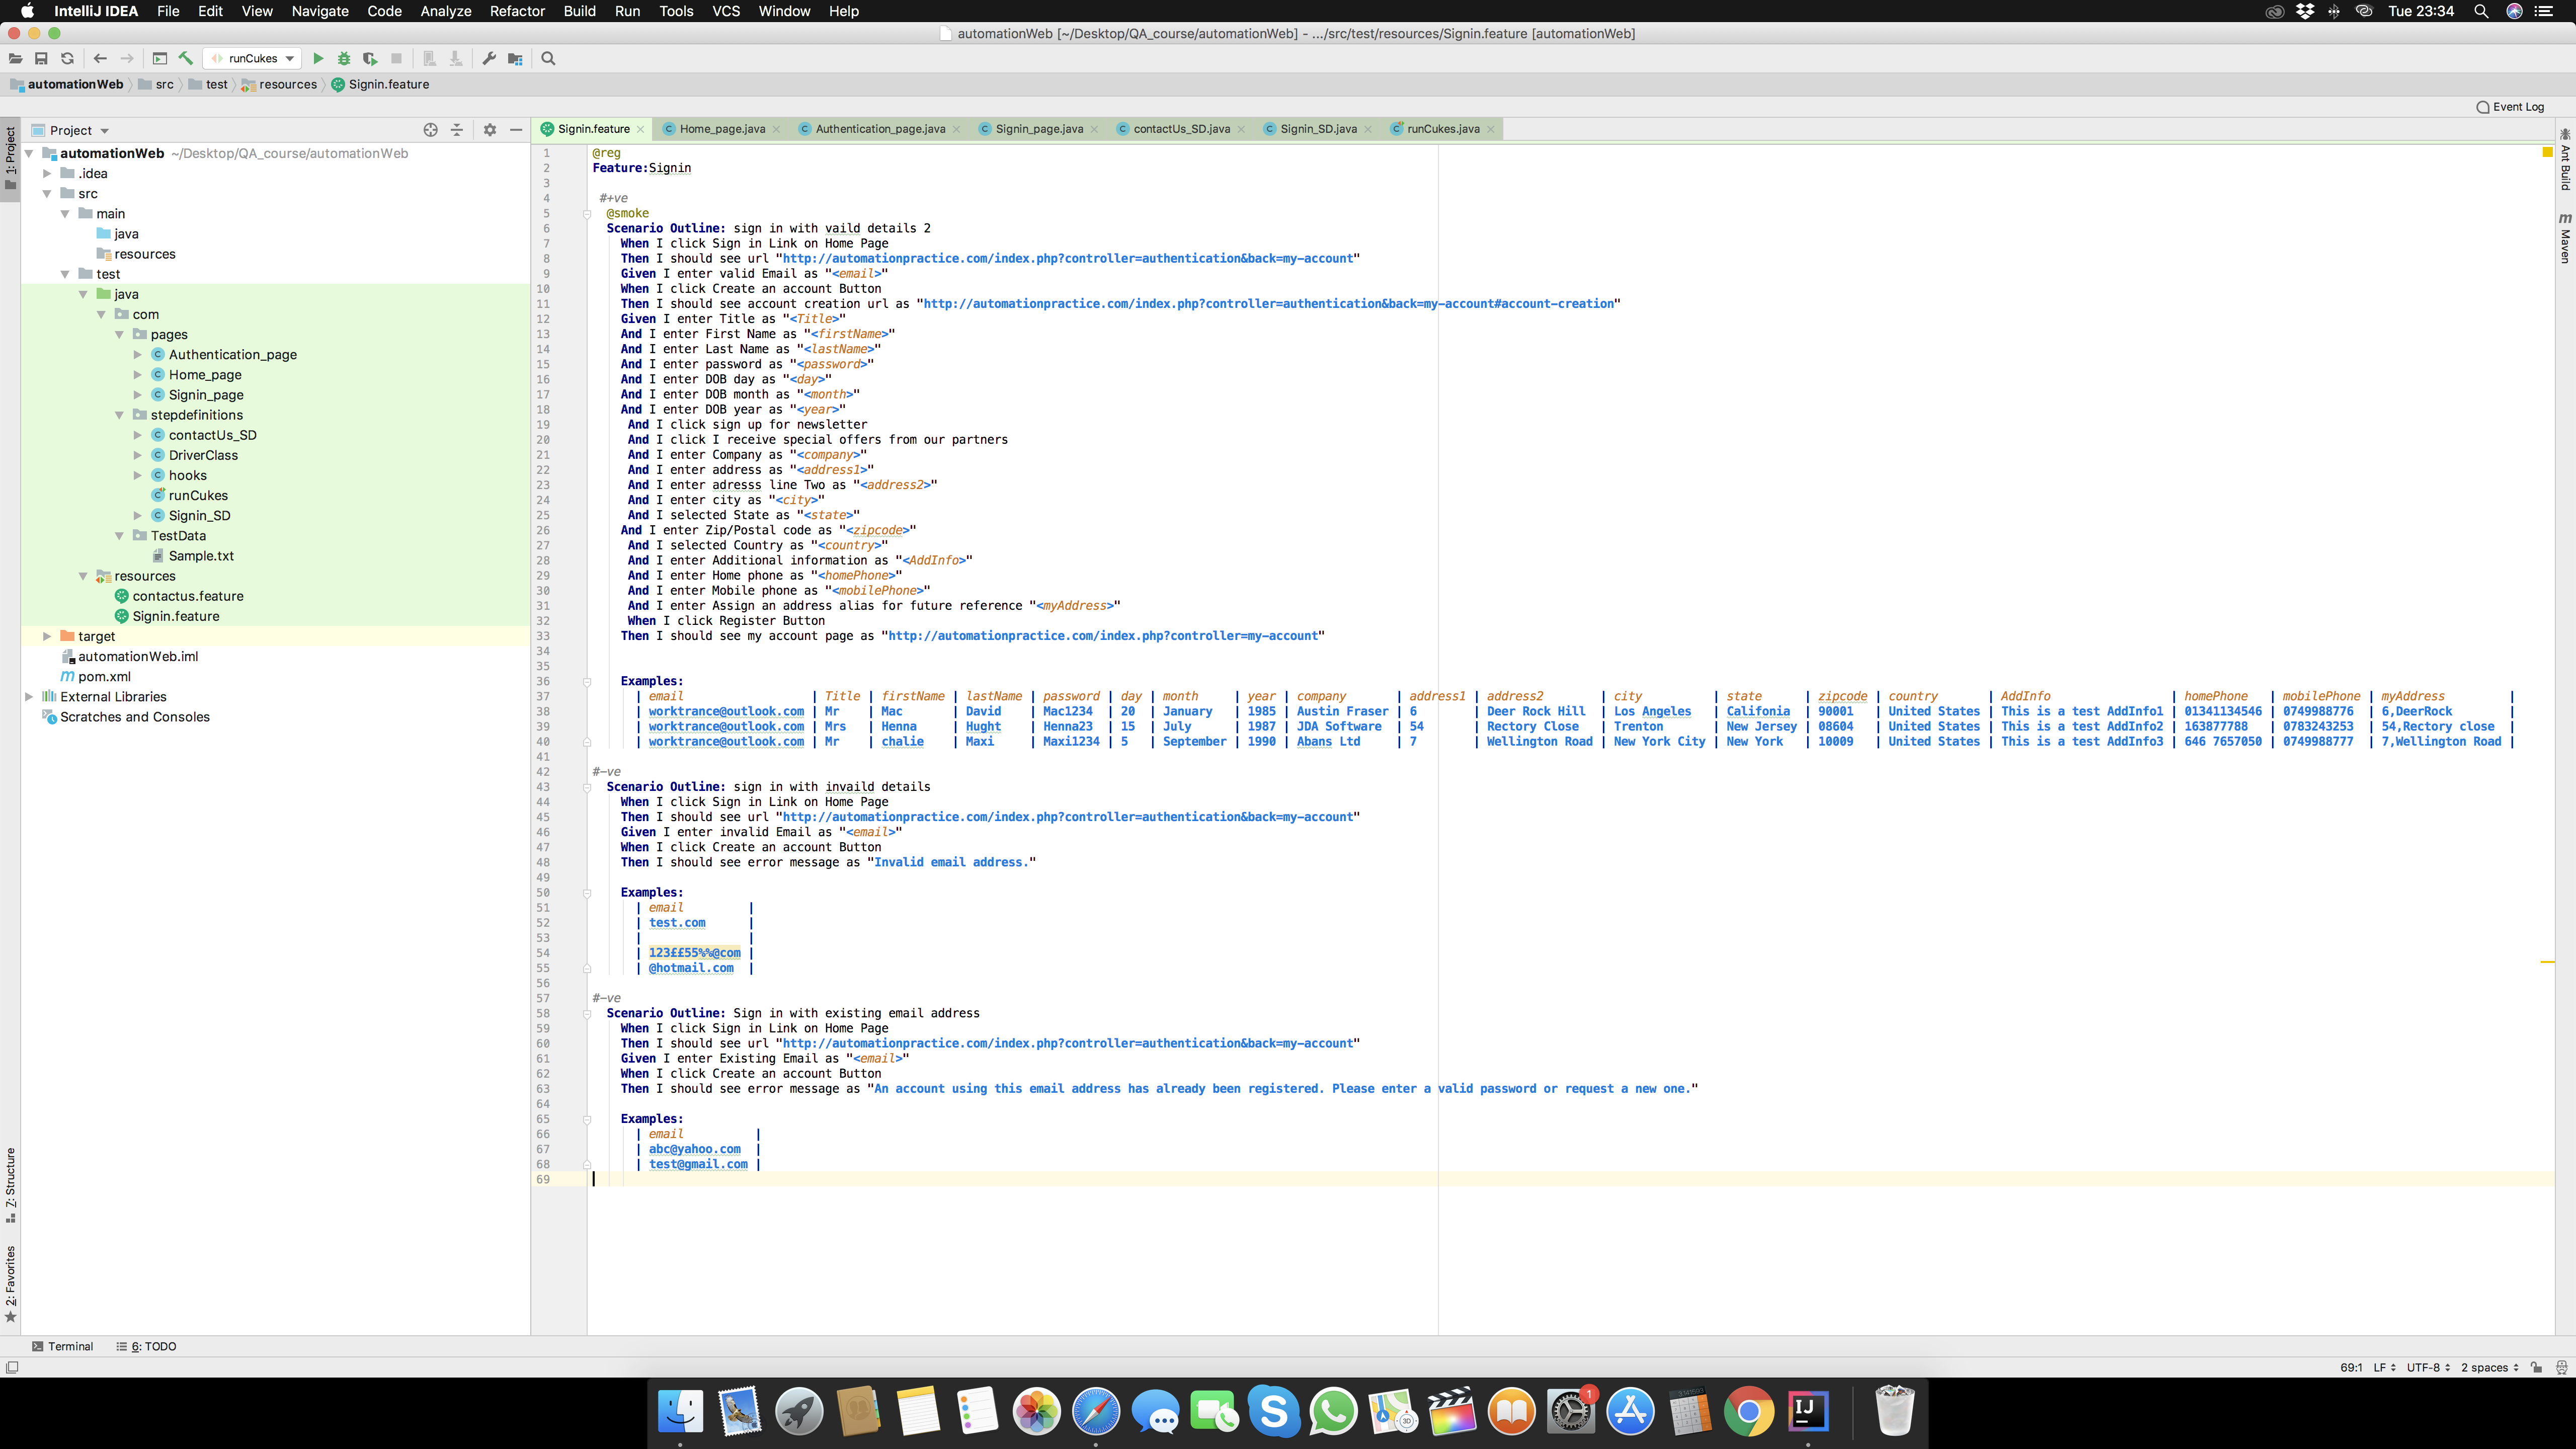 IntelliJ IDEA File Edit View Navigate Code Analyze Refactor Build Run Tools VCS Window Help Tue 23:34
automationWeb [~/Desktop/QA_course/automationWeb] - .../src/test/resources/Signin.feature [automationWeb]
runCukes
automationWeb src test resources Signin.feature
Event Log
1: Project
Project
automationWeb ~/Desktop/QA_course/automationWeb
.idea
src
main
java
resources
test
java
com
pages
Authentication_page
Home_page
Signin_page
stepdefinitions
contactUs_SD
DriverClass
hooks
runCukes
Signin_SD
TestData
Sample.txt
resources
contactus.feature
Signin.feature
target
automationWeb.iml
pom.xml
External Libraries
Scratches and Consoles
Signin.feature Home_page.java Authentication_page.java Signin_page.java contactUs_SD.java Signin_SD.java runCukes.java
1 @reg
2 Feature:Signin
3
4 #+ve
5 @smoke
6 Scenario Outline: sign in with vaild details 2
7 When I click Sign in Link on Home Page
8 Then I should see url "http://automationpractice.com/index.php?controller=authentication&back=my-account"
9 Given I enter valid Email as "<email>"
10 When I click Create an account Button
11 Then I should see account creation url as "http://automationpractice.com/index.php?controller=authentication&back=my-account#account-creation"
12 Given I enter Title as "<Title>"
13 And I enter First Name as "<firstName>"
14 And I enter Last Name as "<lastName>"
15 And I enter password as "<password>"
16 And I enter DOB day as "<day>"
17 And I enter DOB month as "<month>"
18 And I enter DOB year as "<year>"
19 And I click sign up for newsletter
20 And I click I receive special offers from our partners
21 And I enter Company as "<company>"
22 And I enter address as "<address1>"
23 And I enter adresss line Two as "<address2>"
24 And I enter city as "<city>"
25 And I selected State as "<state>"
26 And I enter Zip/Postal code as "<zipcode>"
27 And I selected Country as "<country>"
28 And I enter Additional information as "<AddInfo>"
29 And I enter Home phone as "<homePhone>"
30 And I enter Mobile phone as "<mobilePhone>"
31 And I enter Assign an address alias for future reference "<myAddress>"
32 When I click Register Button
33 Then I should see my account page as "http://automationpractice.com/index.php?controller=my-account"
34
35
36 Examples:
37 | email | Title | firstName | lastName | password | day | month | year | company | address1 | address2 | city | state | zipcode | country | AddInfo | homePhone | mobilePhone | myAddress |
38 | worktrance@outlook.com | Mr | Mac | David | Mac1234 | 20 | January | 1985 | Austin Fraser | 6 | Deer Rock Hill | Los Angeles | Califonia | 90001 | United States | This is a test AddInfo1 | 01341134546 | 0749988776 | 6,DeerRock |
39 | worktrance@outlook.com | Mrs | Henna | Hught | Henna23 | 15 | July | 1987 | JDA Software | 54 | Rectory Close | Trenton | New Jersey | 08604 | United States | This is a test AddInfo2 | 163877788 | 0783243253 | 54,Rectory close |
40 | worktrance@outlook.com | Mr | chalie | Maxi | Maxi1234 | 5 | September | 1990 | Abans Ltd | 7 | Wellington Road | New York City | New York | 10009 | United States | This is a test AddInfo3 | 646 7657050 | 0749988777 | 7,Wellington Road |
41
42 #-ve
43 Scenario Outline: sign in with invaild details
44 When I click Sign in Link on Home Page
45 Then I should see url "http://automationpractice.com/index.php?controller=authentication&back=my-account"
46 Given I enter invalid Email as "<email>"
47 When I click Create an account Button
48 Then I should see error message as "Invalid email address."
49
50 Examples:
51 | email |
52 | test.com |
53 | |
54 | 123££55%%@com |
55 | @hotmail.com |
56
57 #-ve
58 Scenario Outline: Sign in with existing email address
59 When I click Sign in Link on Home Page
60 Then I should see url "http://automationpractice.com/index.php?controller=authentication&back=my-account"
61 Given I enter Existing Email as "<email>"
62 When I click Create an account Button
63 Then I should see error message as "An account using this email address has already been registered. Please enter a valid password or request a new one."
64
65 Examples:
66 | email |
67 | abc@yahoo.com |
68 | test@gmail.com |
69
Ant Build
m Maven
Z: Structure
2: Favorites
Terminal 6: TODO
69:1 LF UTF-8 2 spaces
S 3D 1 IJ